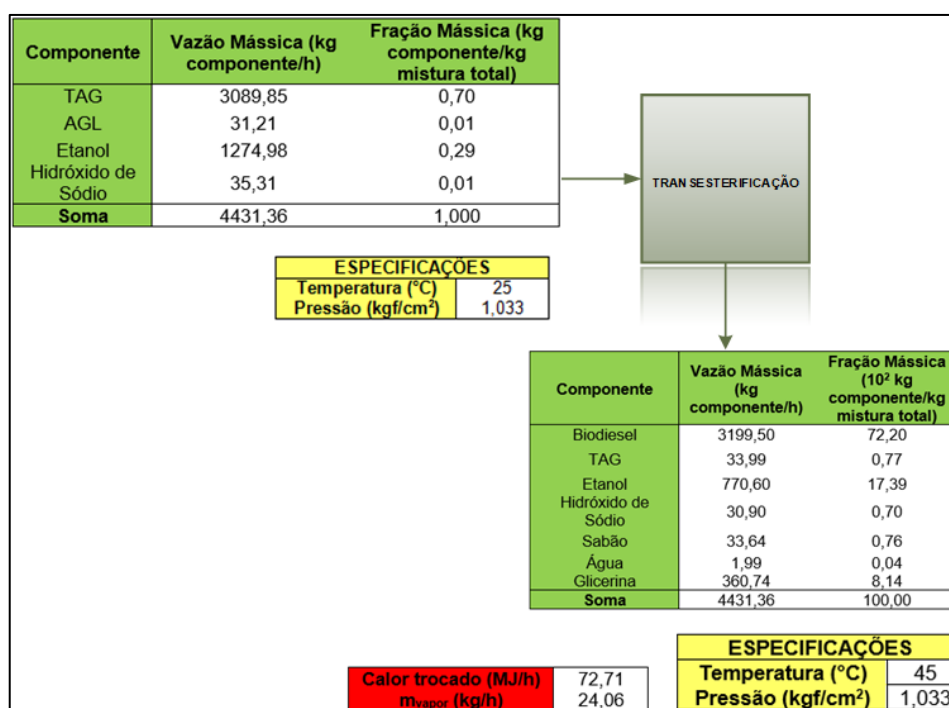 Componente
Vazão Mássica (kg
componente/h)
Fração Mássica (kg
componente/kg
mistura total)
TAG 3089,85 0,70
AGL 31,21 0,01
Etanol 1274,98 0,29
Hidróxido de
Sódio
35,31 0,01
Soma 4431,36 1,000
TRANSESTERIFICAÇÃO
ESPECIFICAÇÕES
Temperatura (°C) 25
Pressão (kgf/cm²) 1,033
Componente
Vazão Mássica
(kg
componente/h)
Fração Mássica
(10² kg
componente/kg
mistura total)
Biodiesel 3199,50 72,20
TAG 33,99 0,77
Etanol 770,60 17,39
Hidróxido de
Sódio
30,90 0,70
Sabão 33,64 0,76
Água 1,99 0,04
Glicerina 360,74 8,14
Soma 4431,36 100,00
ESPECIFICAÇÕES
Temperatura (°C) 45
Pressão (kgf/cm²) 1,033
Calor trocado (MJ/h) 72,71
mvapor (kg/h) 24,06